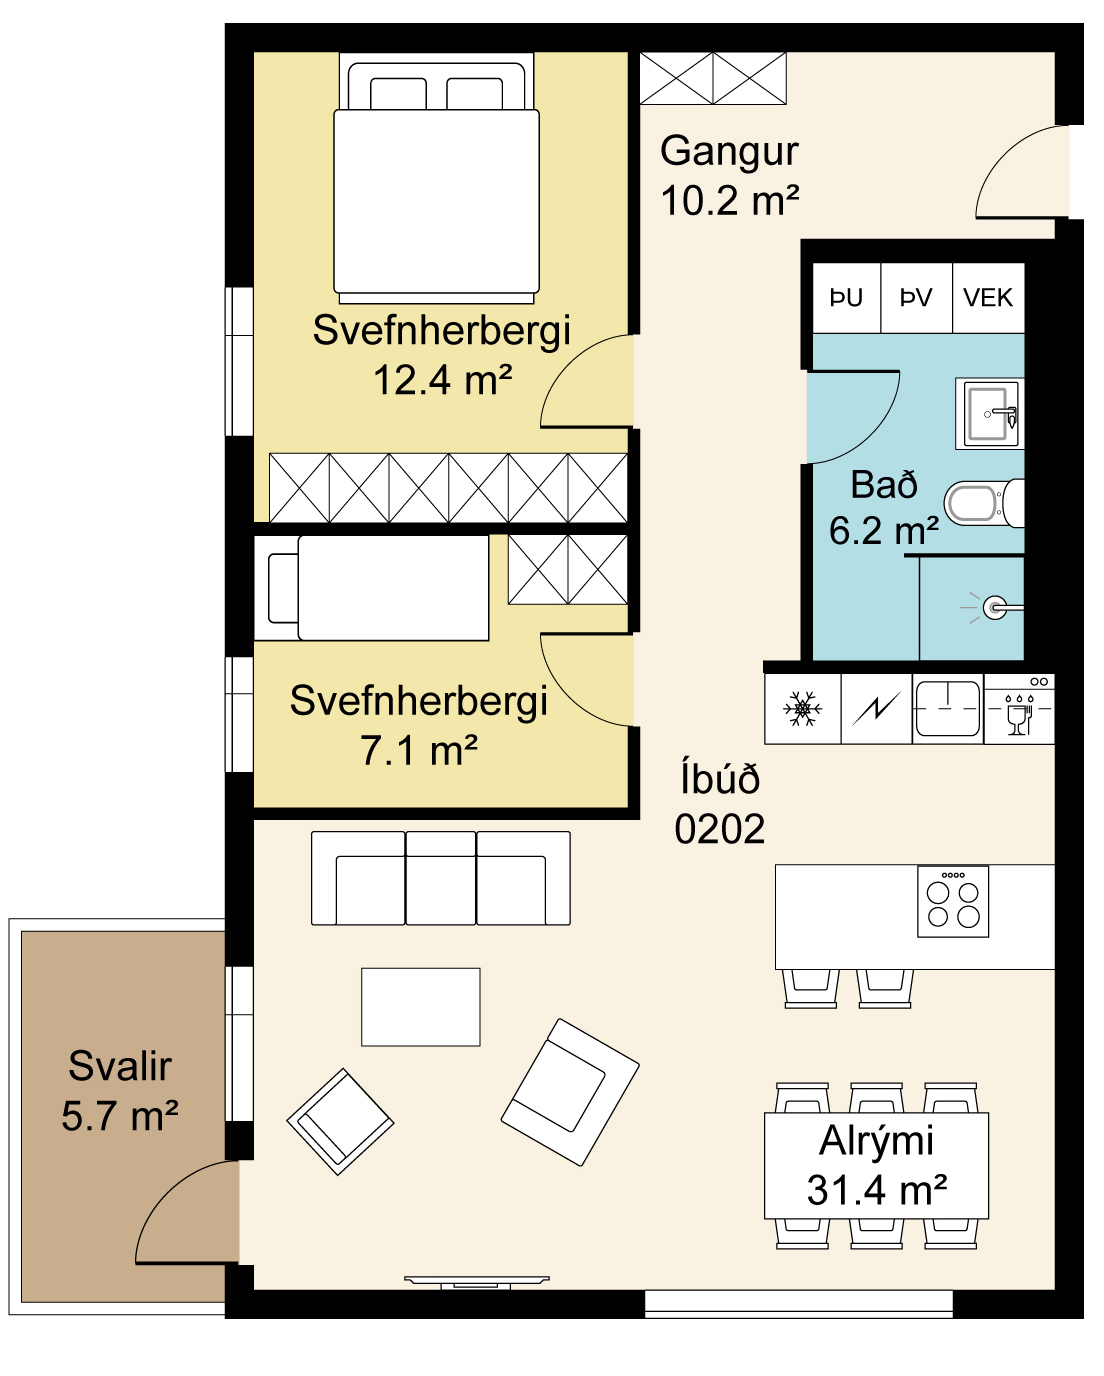 Gangur
10.2 m²
ÞU
ÞV
VEK
Svefnherbergi
12.4 m²
Bað
6.2 m²
Svefnherbergi
7.1 m²
Íbúð
0202
Svalir
5.7 m²
Alrými
31.4 m²